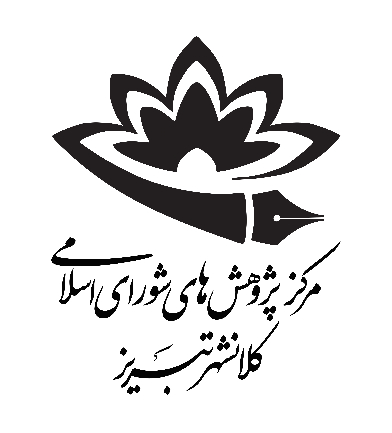 مرکز پژوهش های شورای اسلامی
کلانشهر تبریز